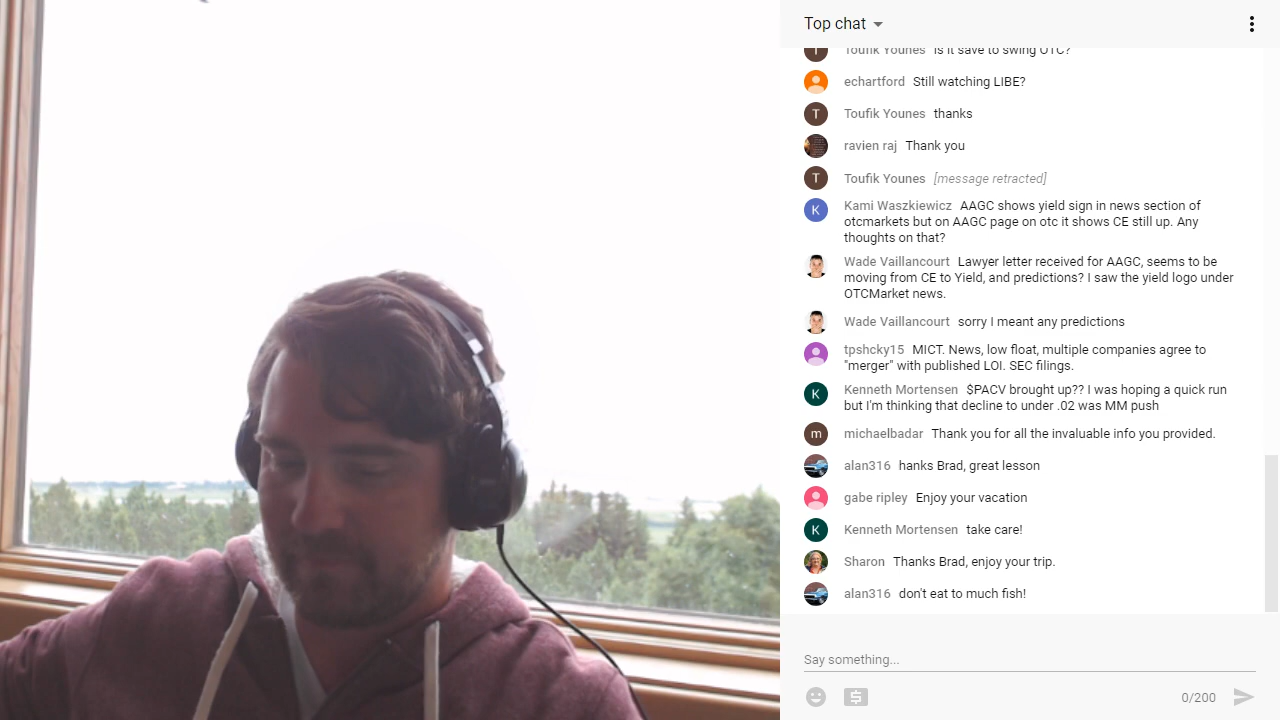 Top chat
Toufik Younes is it save to swing OTC?
echartford Still watching LIBE?
T Toufik Younes thanks
ravien raj Thank you
T Toufik Younes [message retracted]
K Kami Waszkiewicz AAGC shows yield sign in news section of
otcmarkets but on AAGC page on otc it shows CE still up. Any
thoughts on that?
Wade Vaillancourt Lawyer letter received for AAGC, seems to be
moving from CE to Yield, and predictions? I saw the yield logo under
OTCMarket news.
Wade Vaillancourt sorry I meant any predictions
tpshcky15 MICT. News, low float, multiple companies agree to
"merger" with published LOI. SEC filings.
K Kenneth Mortensen $PACV brought up?? I was hoping a quick run
but I'm thinking that decline to under .02 was MM push
m michaelbadar Thank you for all the invaluable info you provided.
alan316 hanks Brad, great lesson
gabe ripley Enjoy your vacation
K Kenneth Mortensen take care!
Sharon Thanks Brad, enjoy your trip.
alan316 don't eat to much fish!
Say something...
0/200